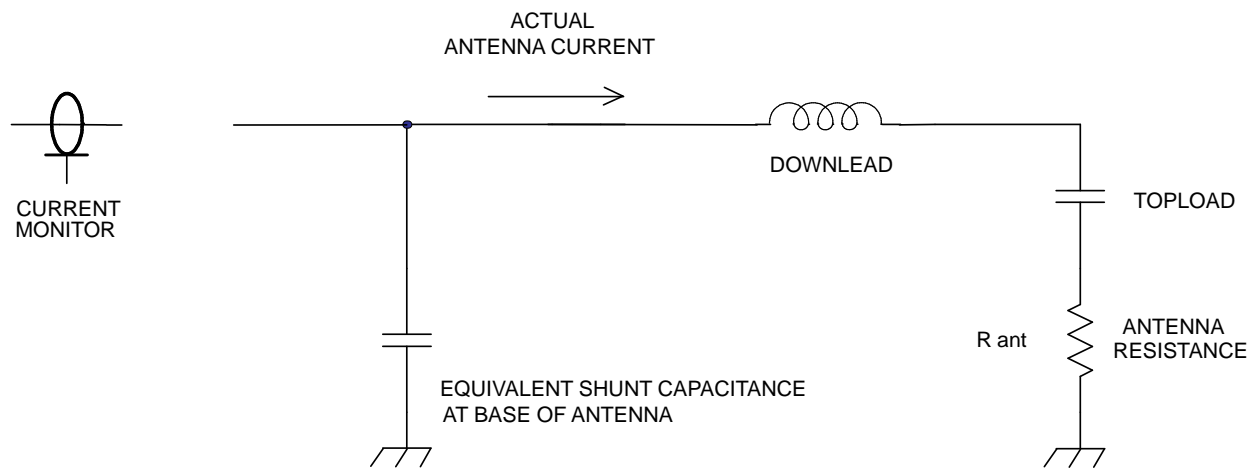 ACTUAL
ANTENNA CURRENT
DOWNLEAD
CURRENT
MONITOR
TOPLOAD
R ant
ANTENNA
RESISTANCE
EQUIVALENT SHUNT CAPACITANCE
AT BASE OF ANTENNA